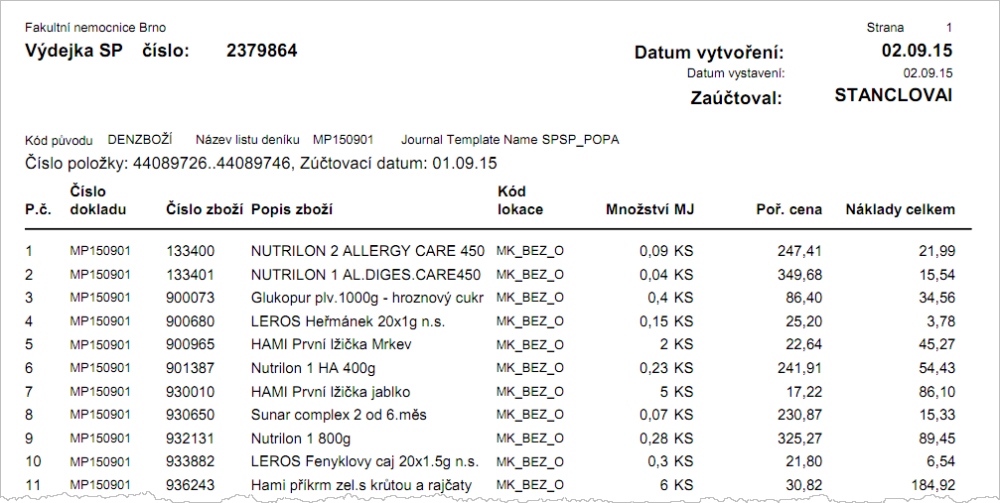 Fakultní nemocnice Brno Strana 1
Výdejka SP číslo: 2379864 Datum vytvoření: 02.09.15
Datum vystavení: 02.09.15
Zaúčtoval: STANCLOVAI
Kód původu DENZBOŽÍ Název listu deníku MP150901 Journal Template Name SPSP_POPA
Číslo položky: 44089726..44089746, Zúčtovací datum: 01.09.15
P.č. Číslo dokladu Číslo zboží Popis zboží Kód lokace Množství MJ Poř. cena Náklady celkem
1 MP150901 133400 NUTRILON 2 ALLERGY CARE 450 MK_BEZ_O 0,09 KS 247,41 21,99
2 MP150901 133401 NUTRILON 1 AL.DIGES.CARE450 MK_BEZ_O 0,04 KS 349,68 15,54
3 MP150901 900073 Glukopur plv.1000g - hroznový cukr MK_BEZ_O 0,4 KS 86,40 34,56
4 MP150901 900680 LEROS Heřmánek 20x1g n.s. MK_BEZ_O 0,15 KS 25,20 3,78
5 MP150901 900965 HAMI První lžička Mrkev MK_BEZ_O 2 KS 22,64 45,27
6 MP150901 901387 Nutrilon 1 HA 400g MK_BEZ_O 0,23 KS 241,91 54,43
7 MP150901 930010 HAMI První lžička jablko MK_BEZ_O 5 KS 17,22 86,10
8 MP150901 930650 Sunar complex 2 od 6.měs MK_BEZ_O 0,07 KS 230,87 15,33
9 MP150901 932131 Nutrilon 1 800g MK_BEZ_O 0,28 KS 325,27 89,45
10 MP150901 933882 LEROS Fenyklovy caj 20x1.5g n.s. MK_BEZ_O 0,3 KS 21,80 6,54
11 MP150901 936243 Hami příkrm zel.s krůtou a rajčaty MK_BEZ_O 6 KS 30,82 184,92